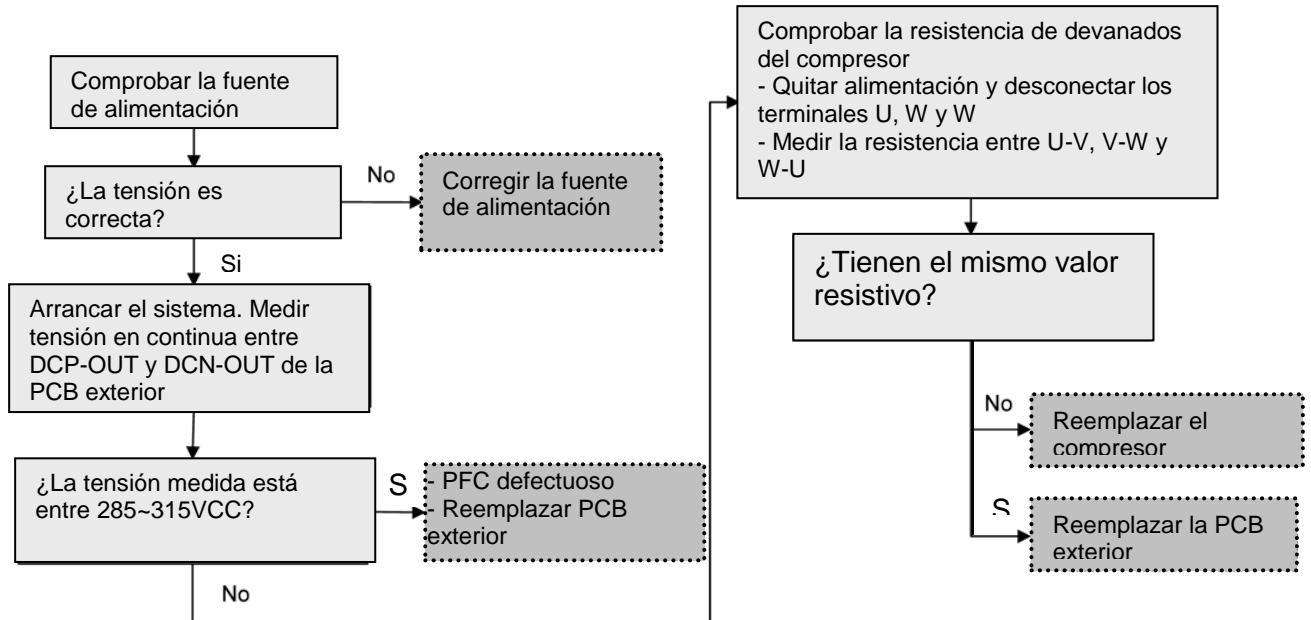 Comprobar la fuente
de alimentación
¿La tensión es
correcta?
No
Corregir la fuente
de alimentación
Si
Arrancar el sistema. Medir
tensión en continua entre
DCP-OUT y DCN-OUT de la
PCB exterior
¿La tensión medida está
entre 285~315VCC?
S
- PFC defectuoso
- Reemplazar PCB
exterior
No
Comprobar la resistencia de devanados
del compresor
- Quitar alimentación y desconectar los
terminales U, W y W
- Medir la resistencia entre U-V, V-W y
W-U
¿Tienen el mismo valor
resistivo?
No
Reemplazar el
compresor
S
Reemplazar la PCB
exterior